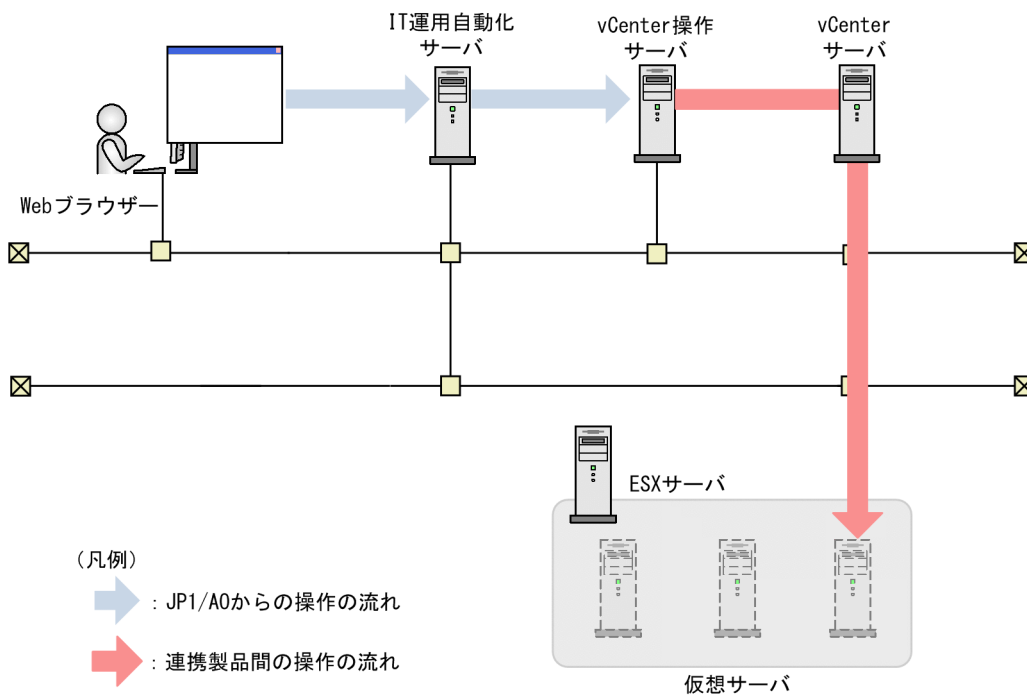 IT運用自動化
サーバ
vCenter操作
サーバ
vCenter
サーバ
Webブラウザー
ESXサーバ
(凡例)
: JP1/AOからの操作の流れ
: 連携製品間の操作の流れ
仮想サーバ